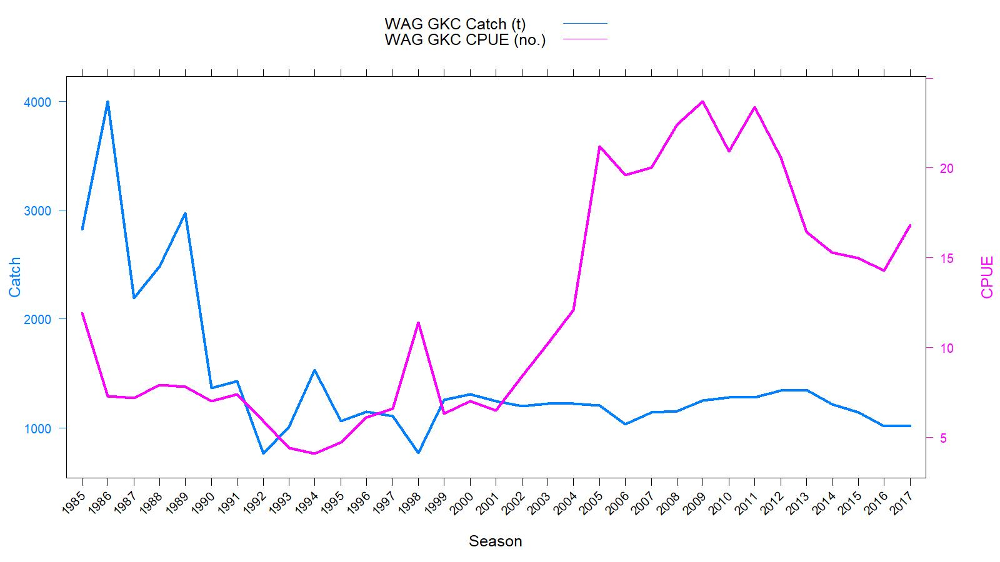 WAG GKC Catch (t)
WAG GKC CPUE (no.)
4000
3000
2000
1000
Catch
20
15
10
5
CPUE
1985 1986 1987 1988 1989 1990 1991 1992 1993 1994 1995 1996 1997 1998 1999 2000 2001 2002 2003 2004 2005 2006 2007 2008 2009 2010 2011 2012 2013 2014 2015 2016 2017
Season